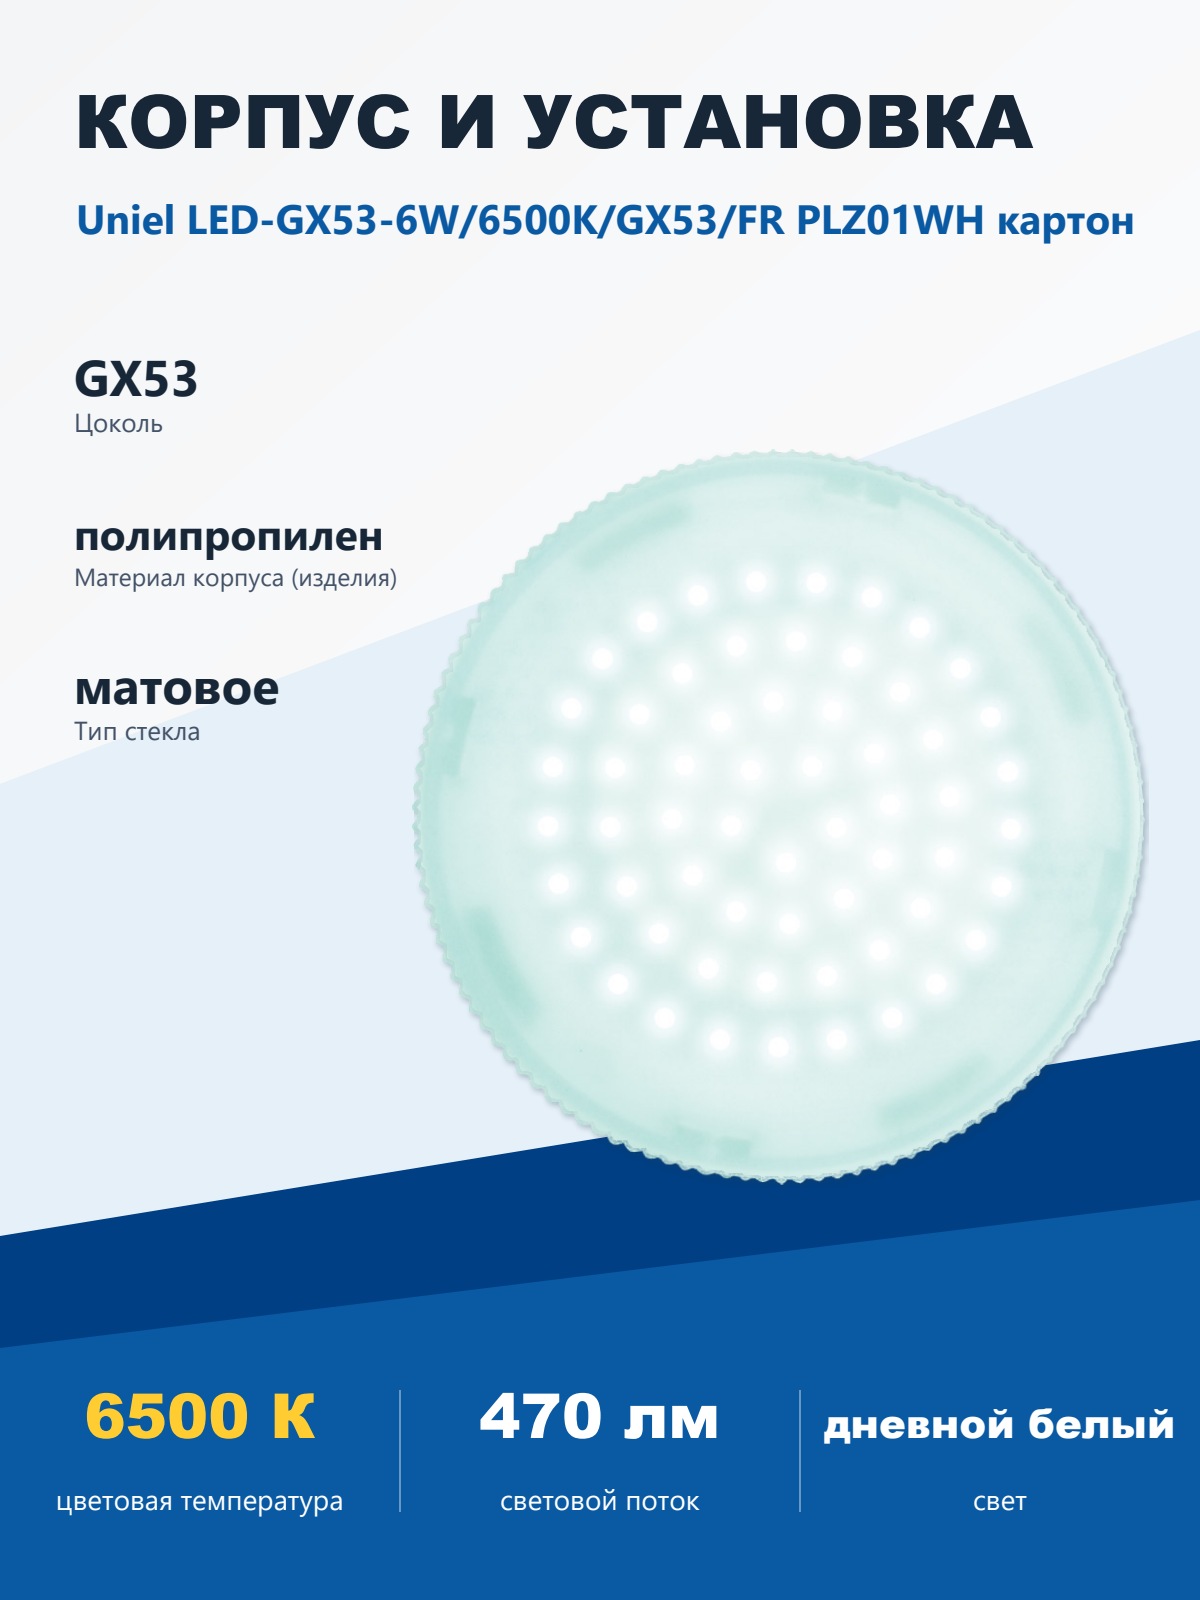 КОРПУС И УСТАНОВКА
Uniel LED-GX53-6W/6500K/GX53/FR PLZ01WH картон
GX53
Цоколь
полипропилен
Материал корпуса (изделия)
матовое
Тип стекла
6500 К
цветовая температура
470 лм
световой поток
дневной белый
свет